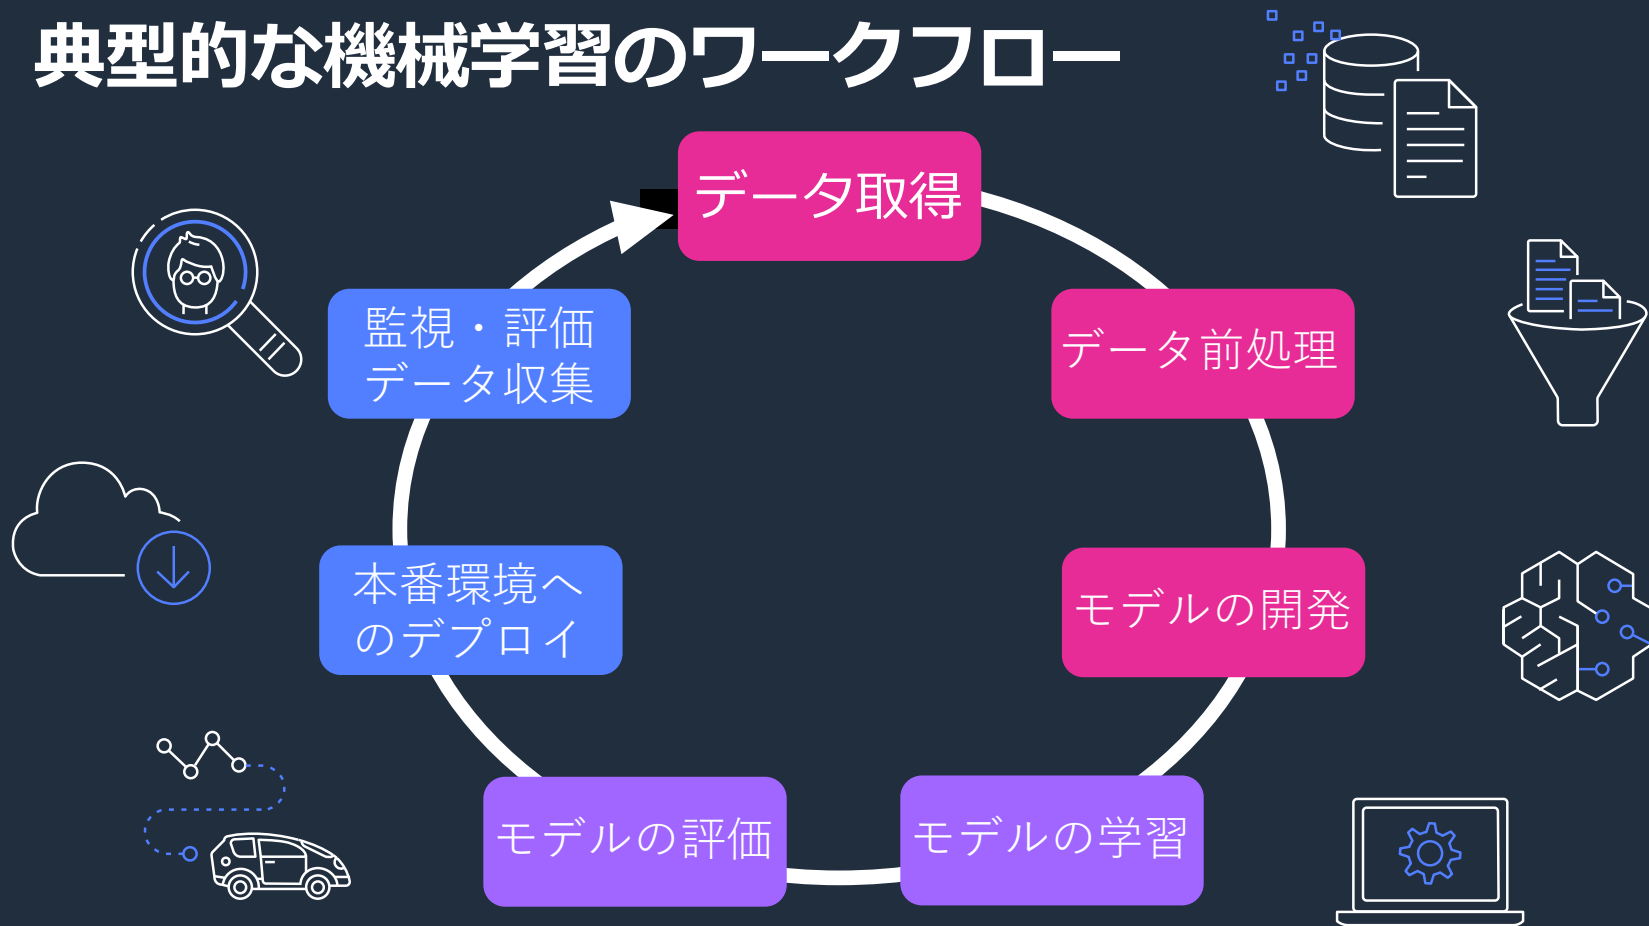 典型的な機械学習のワークフロー
データ取得
データ前処理
モデルの開発
モデルの学習
モデルの評価
本番環境へ
のデプロイ
監視・評価
データ収集